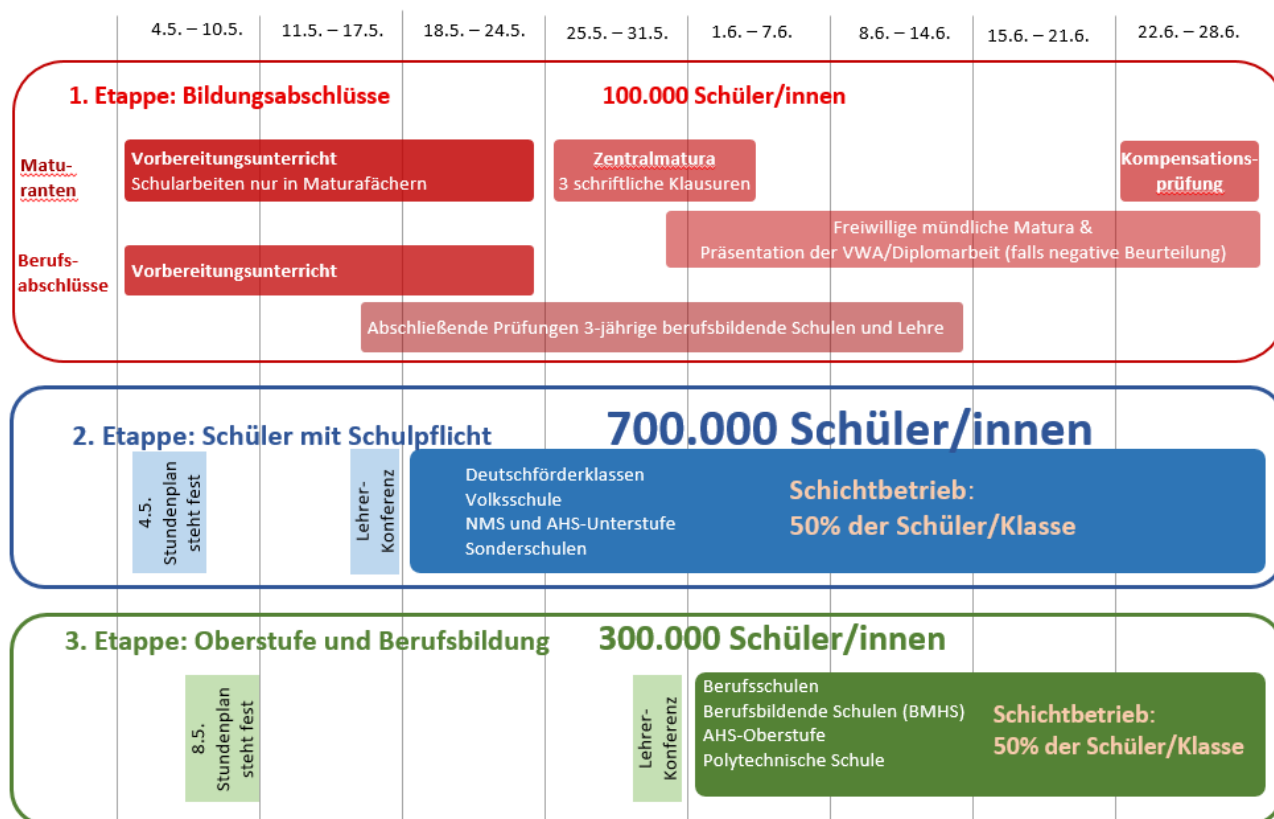 4.5. – 10.5.
11.5. – 17.5.
18.5. – 24.5.
25.5. – 31.5.
1.6. – 7.6.
8.6. – 14.6.
15.6. – 21.6.
22.6. – 28.6.
1. Etappe: Bildungsabschlüsse
100.000 Schüler/innen
Matu-
ranten
Vorbereitungsunterricht
Schularbeiten nur in Maturafächern
Zentralmatura
3 schriftliche Klausuren
Kompensations-
prüfung
Freiwillige mündliche Matura &
Präsentation der VWA/Diplomarbeit (falls negative Beurteilung)
Berufs-
abschlüsse
Vorbereitungsunterricht
Abschließende Prüfungen 3-jährige berufsbildende Schulen und Lehre
2. Etappe: Schüler mit Schulpflicht
700.000 Schüler/innen
4.5.
Stundenplan
steht fest
Lehrer-
Konferenz
Deutschförderklassen
Volksschule
NMS und AHS-Unterstufe
Sonderschulen
Schichtbetrieb:
50% der Schüler/Klasse
3. Etappe: Oberstufe und Berufsbildung
300.000 Schüler/innen
8.5.
Stundenplan
steht fest
Lehrer-
Konferenz
Berufsschulen
Berufsbildende Schulen (BMHS)
AHS-Oberstufe
Polytechnische Schule
Schichtbetrieb:
50% der Schüler/Klasse